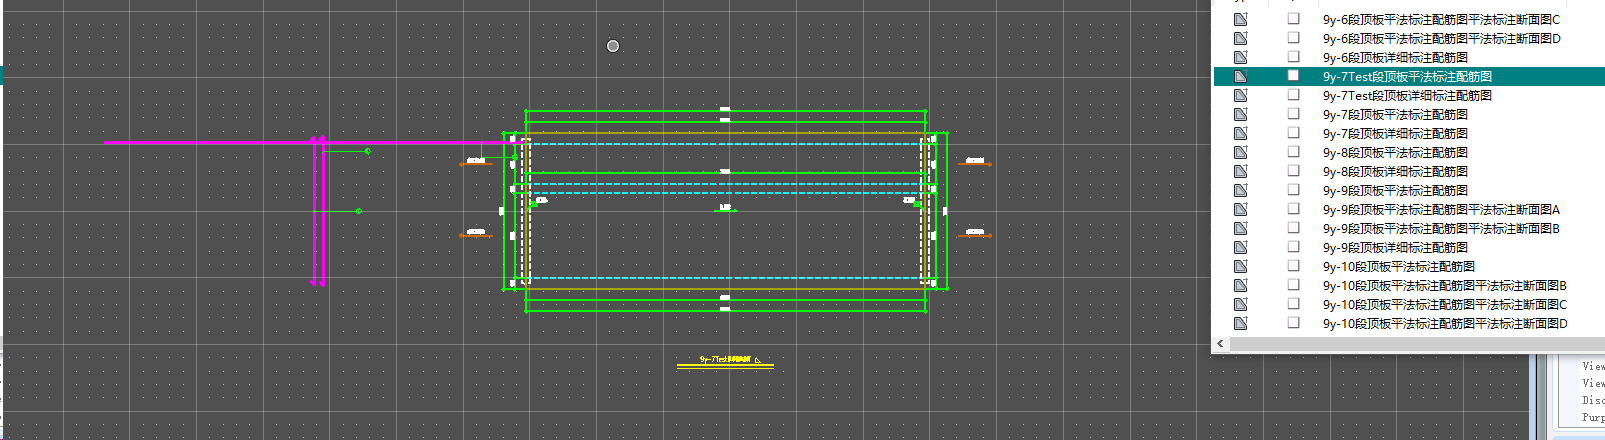 9y-6段顶板平法标注配筋图平法标注断面图C
9y-6段顶板平法标注配筋图平法标注断面图D
9y-6段顶板详细标注配筋图
9y-7Test段顶板平法标注配筋图
9y-7Test段顶板详细标注配筋图
9y-7段顶板平法标注配筋图
9y-7段顶板详细标注配筋图
9y-8段顶板平法标注配筋图
9y-8段顶板详细标注配筋图
9y-9段顶板平法标注配筋图
9y-9段顶板平法标注配筋图平法标注断面图A
9y-9段顶板平法标注配筋图平法标注断面图B
9y-9段顶板详细标注配筋图
9y-10段顶板平法标注配筋图
9y-10段顶板平法标注配筋图平法标注断面图B
9y-10段顶板平法标注配筋图平法标注断面图C
9y-10段顶板平法标注配筋图平法标注断面图D
9y-7Test
View
View
Disc
Purp